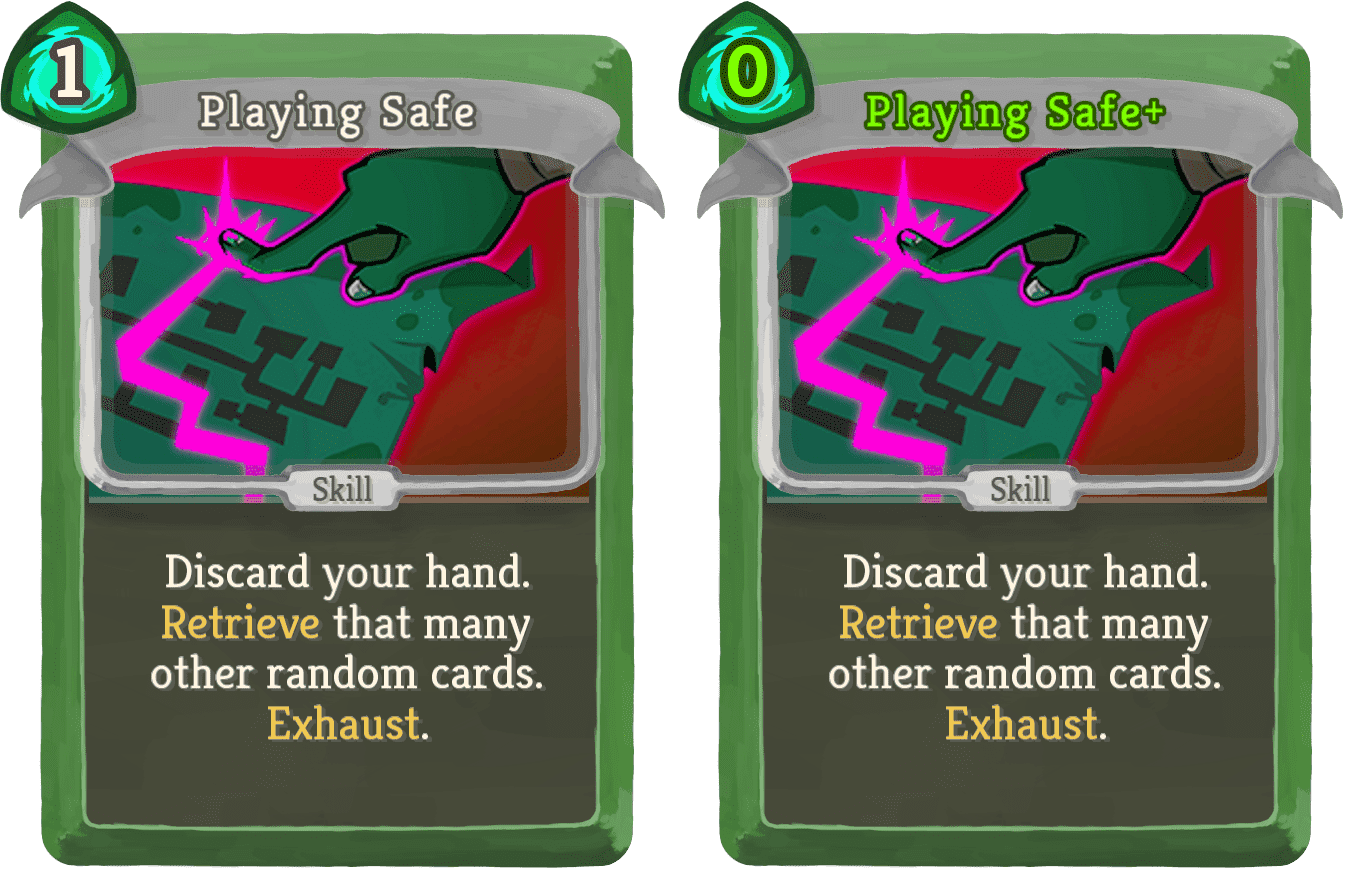 1
Playing Safe
Skill
Discard your hand.
Retrieve that many
other random cards.
Exhaust.
0
Playing Safe+
Skill
Discard your hand.
Retrieve that many
other random cards.
Exhaust.